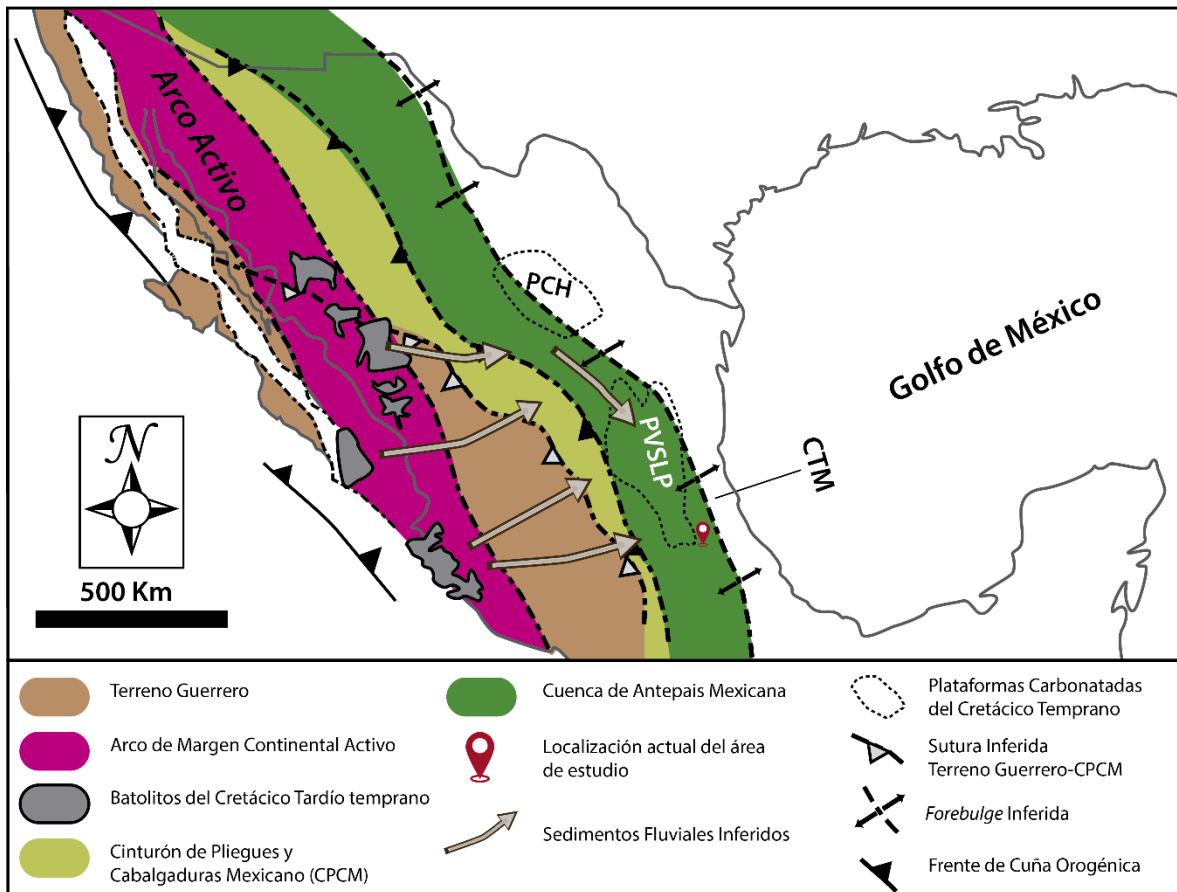 Arco Activo
PCH
Golfo de México
PVSLP
CTM
N
500 Km
Terreno Guerrero
Arco de Margen Continental Activo
Batolitos del Cretácico Tardío temprano
Cinturón de Pliegues y
Cabalgaduras Mexicano (CPCM)
Cuenca de Antepais Mexicana
Localización actual del área
de estudio
Sedimentos Fluviales Inferidos
Plataformas Carbonatadas
del Cretácico Temprano
Sutura Inferida
Terreno Guerrero-CPCM
Forebulge Inferida
Frente de Cuña Orogénica